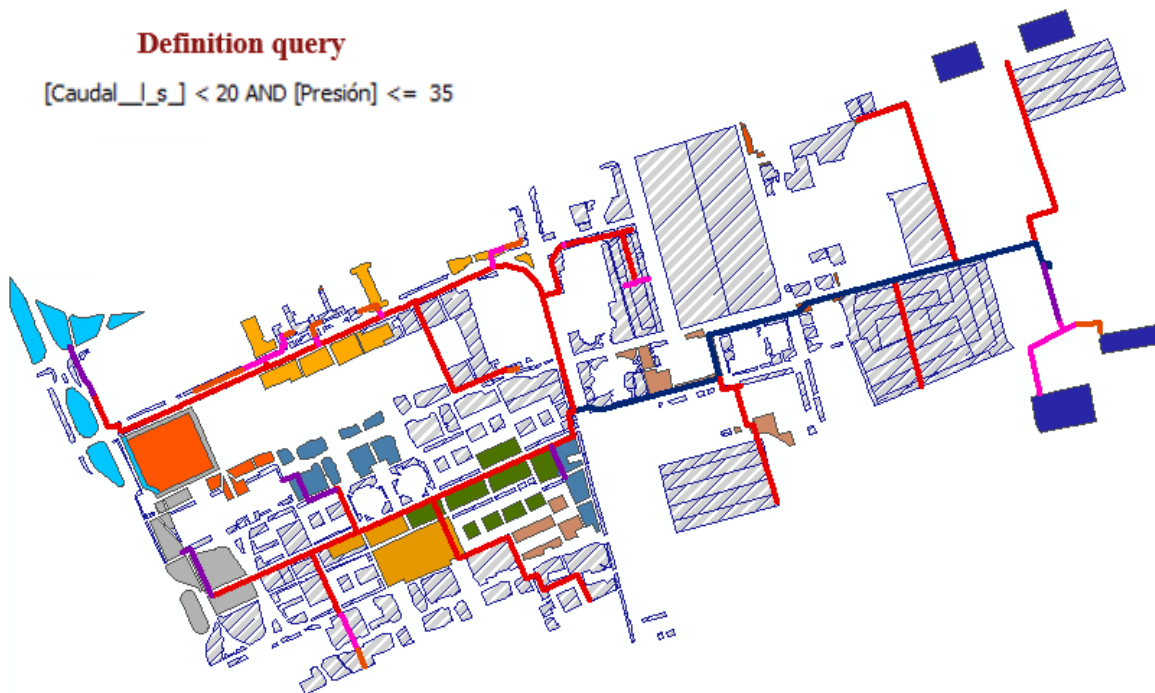 Definition query
[Caudal__l_s_] < 20 AND [Presión] <= 35